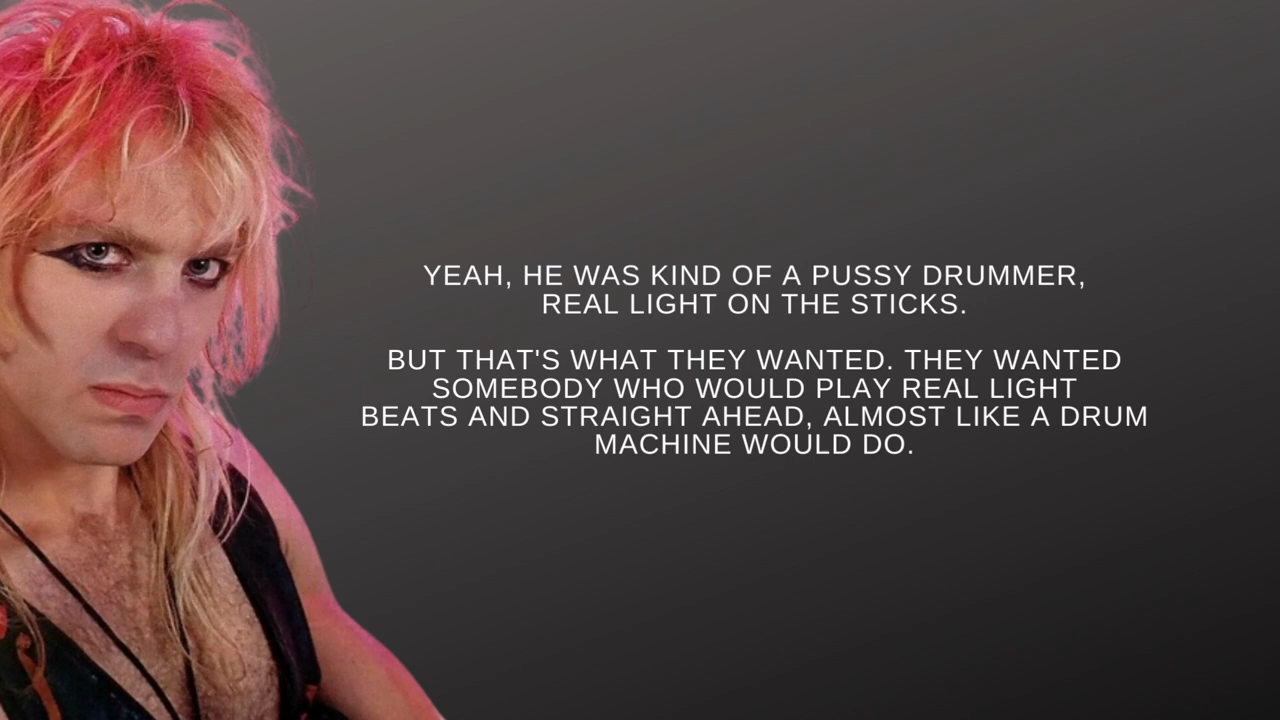 YEAH, HE WAS KIND OF A PUSSY DRUMMER,
REAL LIGHT ON THE STICKS.
BUT THAT'S WHAT THEY WANTED. THEY WANTED
SOMEBODY WHO WOULD PLAY REAL LIGHT
BEATS AND STRAIGHT AHEAD, ALMOST LIKE A DRUM
MACHINE WOULD DO.